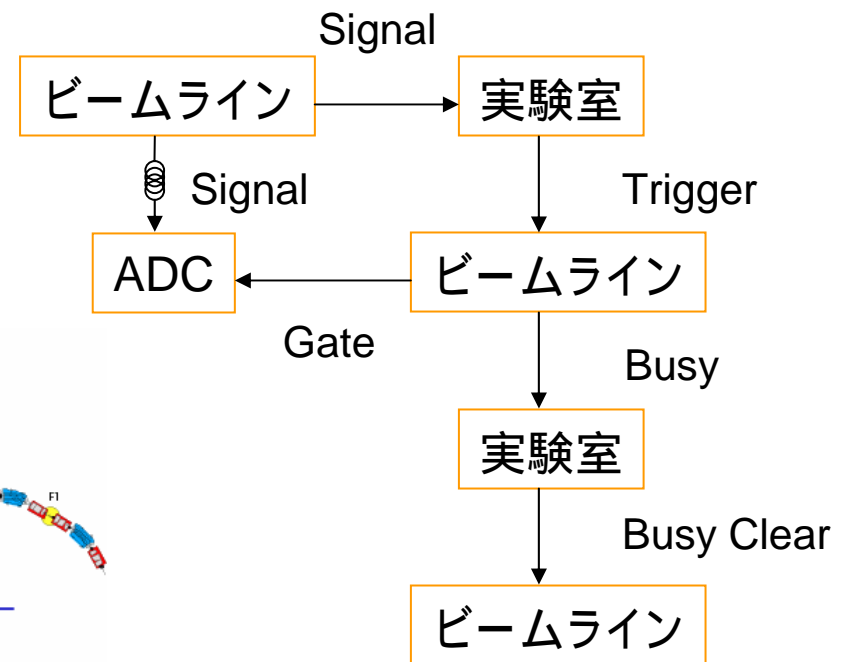 Signal
ビームライン
実験室
Signal
Trigger
ADC
ビームライン
Gate
Busy
実験室
F1
Busy Clear
ビームライン